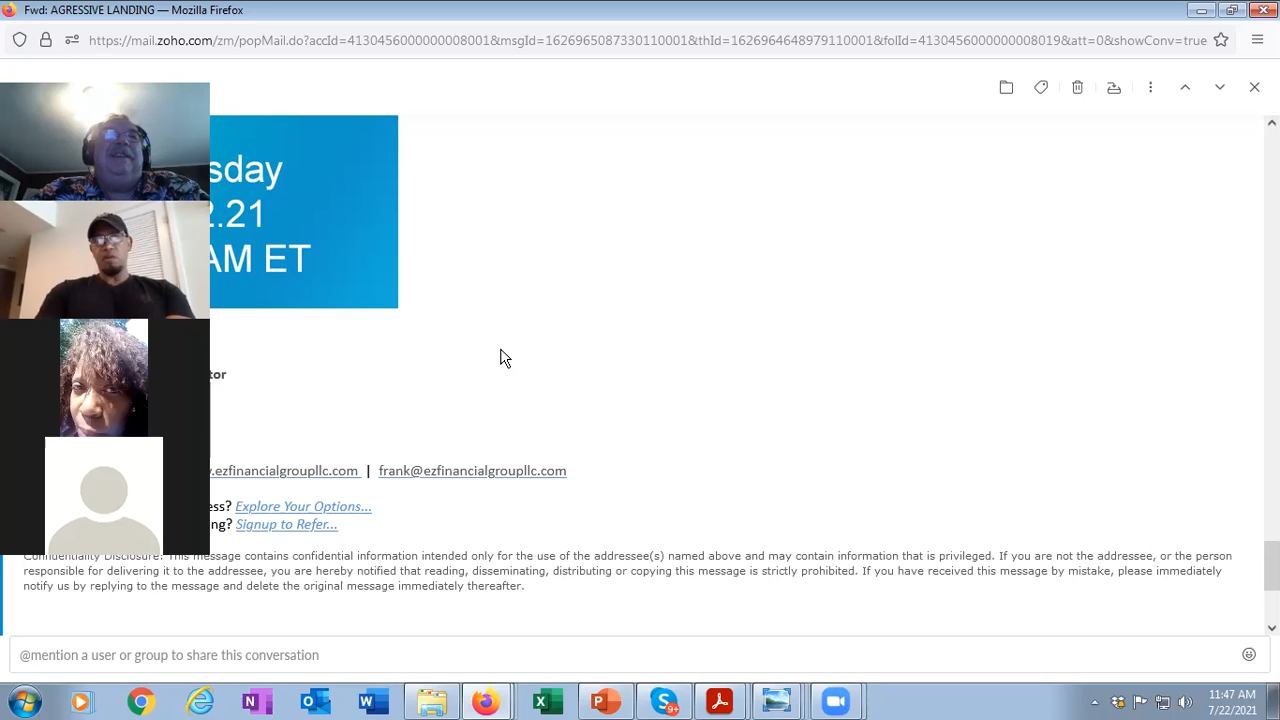 Fwd: AGRESSIVE LANDING — Mozilla Firefox
https://mail.zoho.com/zm/popMail.do?accId=4130456000000008001&msgId=1626965087330110001&thId=1626964648979110001&folId=4130456000000008019&att=0&showConv=true
sday
2.21
AM ET
tor
.ezfinancialgroupllc.com | frank@ezfinancialgroupllc.com
ess? Explore Your Options...
ng? Signup to Refer...
Confidentiality Disclosure: This message contains confidential information intended only for the use of the addressee(s) named above and may contain information that is privileged. If you are not the addressee, or the person
responsible for delivering it to the addressee, you are hereby notified that reading, disseminating, distributing or copying this message is strictly prohibited. If you have received this message by mistake, please immediately
notify us by replying to the message and delete the original message immediately thereafter.
@mention a user or group to share this conversation
11:47 AM
7/22/2021